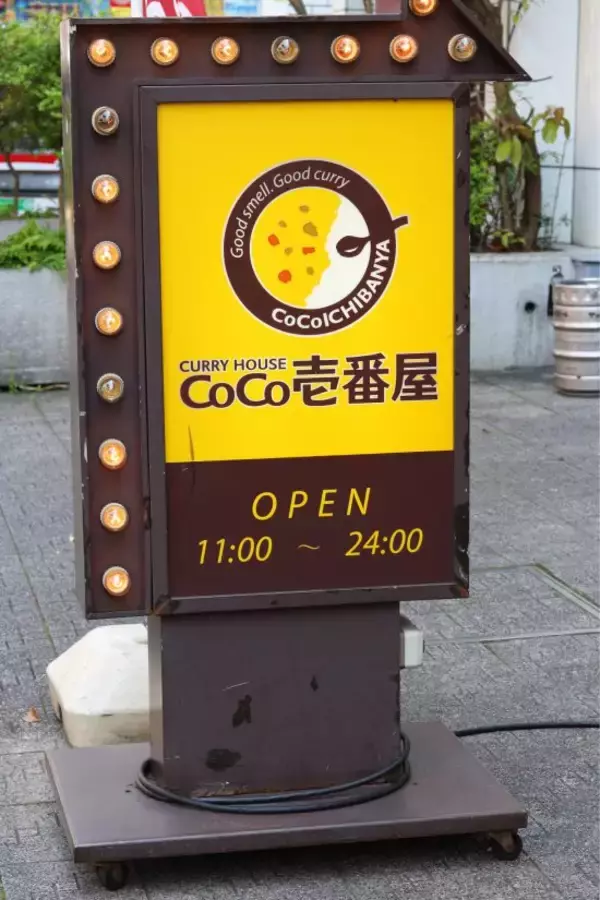 Good smell. Good curry
CoCoICHIBANYA
CURRY HOUSE
CoCo壱番屋
OPEN
11:00 ～ 24:00